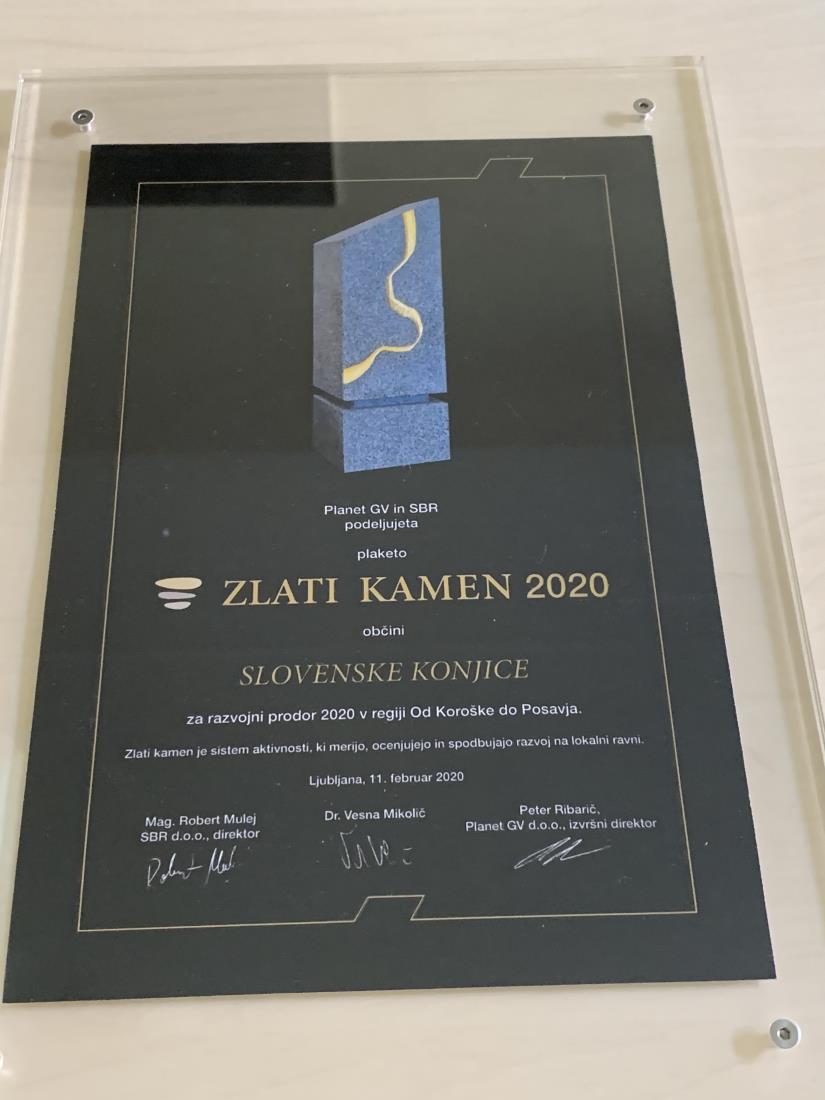 Planet GV in SBR
podeljujeta
plaketo
ZLATI KAMEN 2020
občini
SLOVENSKE KONJICE
za razvojni prodor 2020 v regiji Od Koroške do Posavja.
Zlati kamen je sistem aktivnosti, ki merijo, ocenjujejo in spodbujajo razvoj na lokalni ravni.
Ljubljana, 11. februar 2020
Mag. Robert Mulej
SBR d.o.o., direktor
Dr. Vesna Mikolič
Peter Ribarič,
Planet GV d.o.o., izvršni direktor